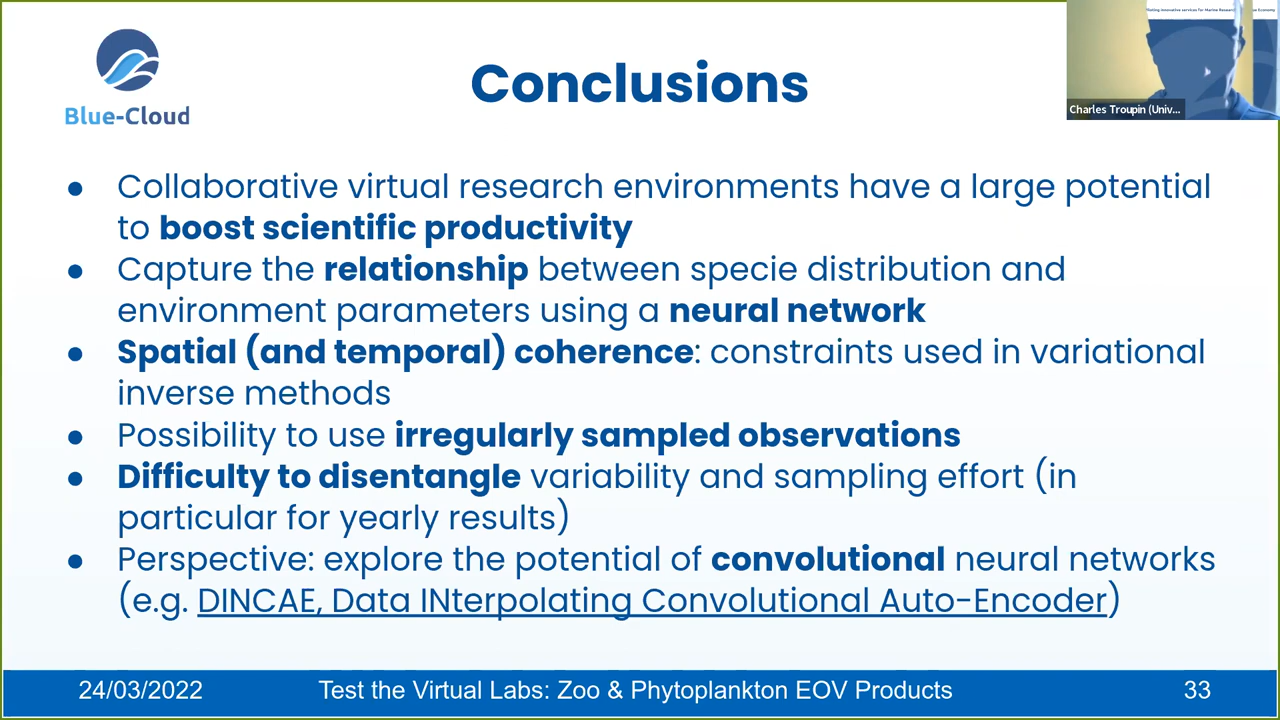 Blue-Cloud
Conclusions
Charles Troupin (Univ...
● Collaborative virtual research environments have a large potential
to boost scientific productivity
● Capture the relationship between specie distribution and
environment parameters using a neural network
● Spatial (and temporal) coherence: constraints used in variational
inverse methods
● Possibility to use irregularly sampled observations
● Difficulty to disentangle variability and sampling effort (in
particular for yearly results)
● Perspective: explore the potential of convolutional neural networks
(e.g. DINCAE, Data INterpolating Convolutional Auto-Encoder)
24/03/2022
Test the Virtual Labs: Zoo & Phytoplankton EOV Products
33